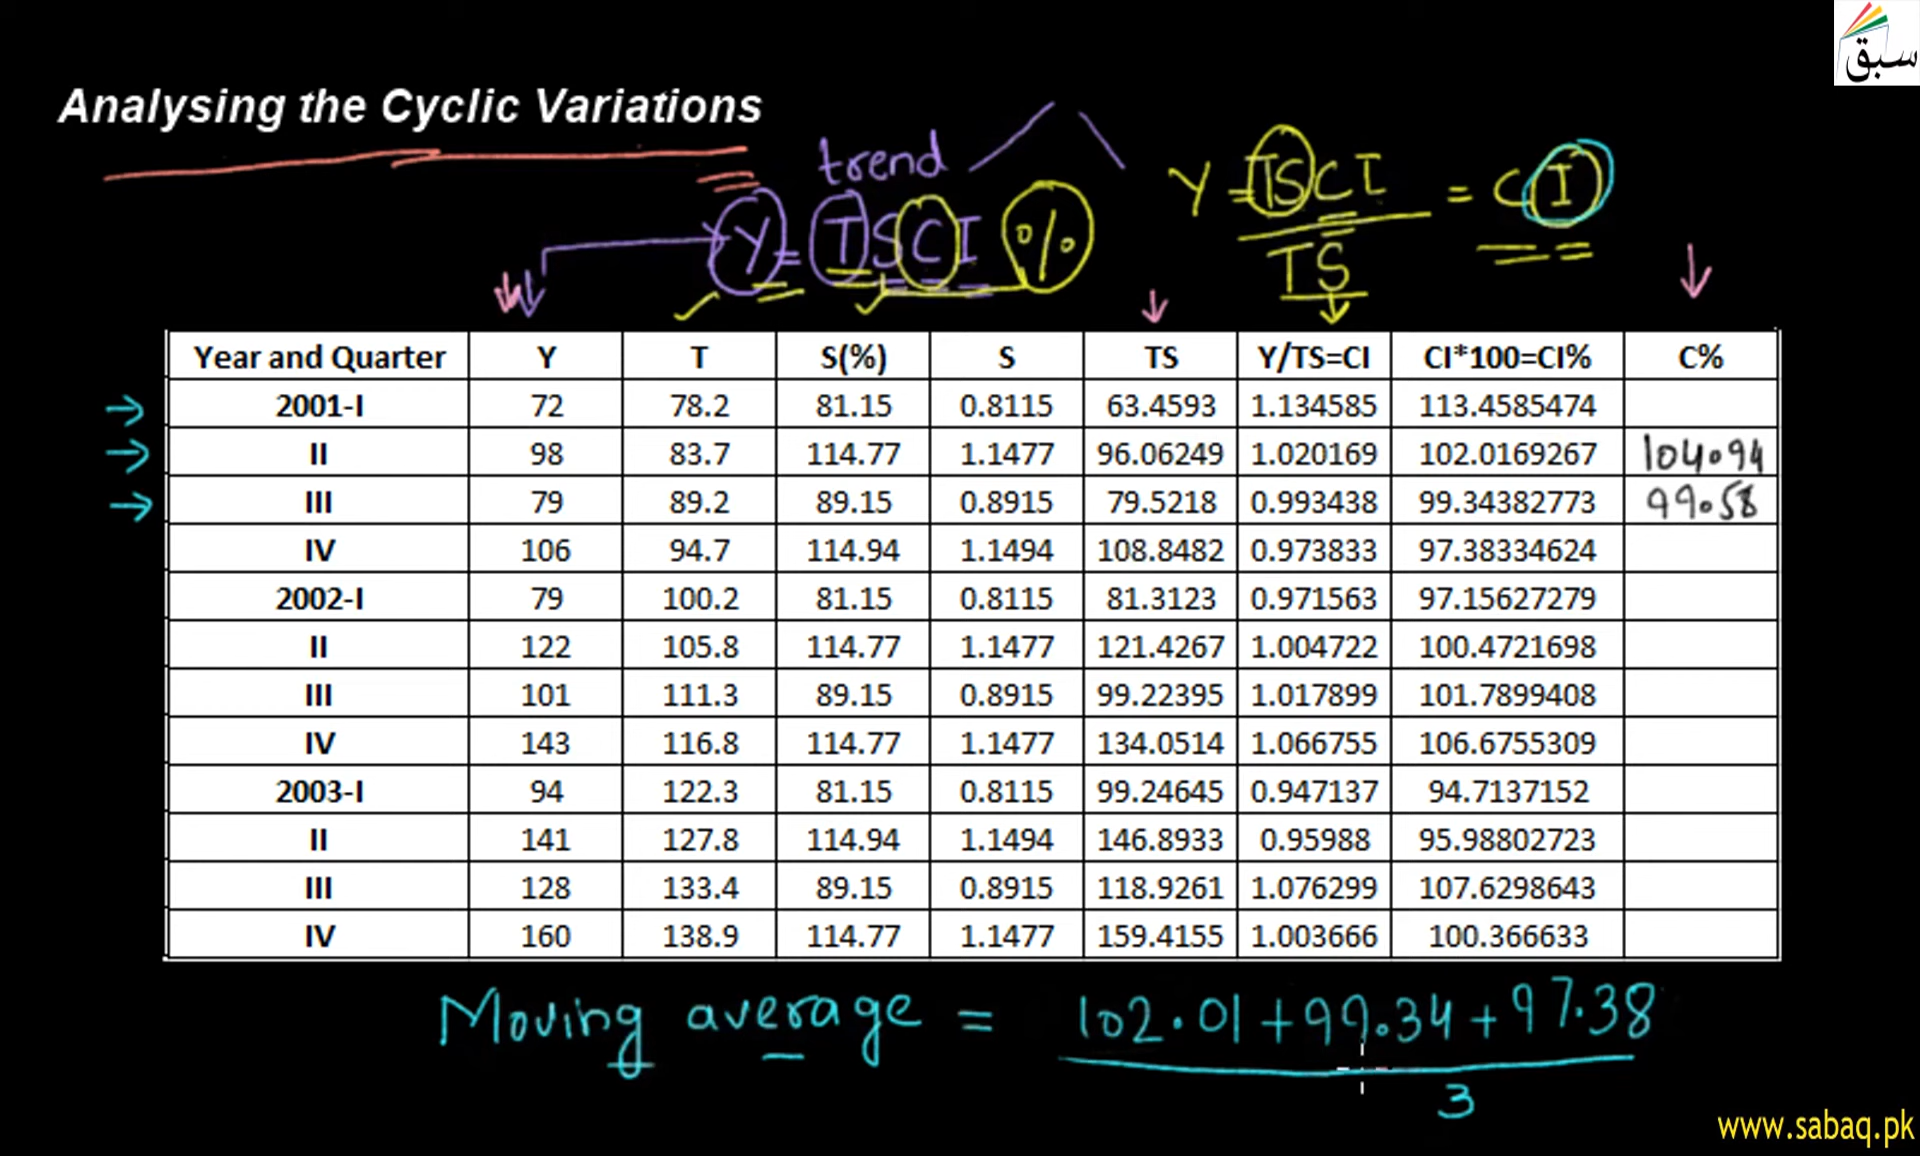 سبق
Analysing the Cyclic Variations
trend
Y = TSCI %
Y = TSCI = CI
TS
Year and Quarter Y T S(%) S TS Y/TS=CI CI*100=CI% C%
2001-I 72 78.2 81.15 0.8115 63.4593 1.134585 113.4585474
II 98 83.7 114.77 1.1477 96.06249 1.020169 102.0169267 104.94
III 79 89.2 89.15 0.8915 79.5218 0.993438 99.34382773 99.58
IV 106 94.7 114.94 1.1494 108.8482 0.973833 97.38334624
2002-I 79 100.2 81.15 0.8115 81.3123 0.971563 97.15627279
II 122 105.8 114.77 1.1477 121.4267 1.004722 100.4721698
III 101 111.3 89.15 0.8915 99.22395 1.017899 101.7899408
IV 143 116.8 114.77 1.1477 134.0514 1.066755 106.6755309
2003-I 94 122.3 81.15 0.8115 99.24645 0.947137 94.7137152
II 141 127.8 114.94 1.1494 146.8933 0.95988 95.98802723
III 128 133.4 89.15 0.8915 118.9261 1.076299 107.6298643
IV 160 138.9 114.77 1.1477 159.4155 1.003666 100.366633
Moving average = 102.01 + 99.34 + 97.38
3
www.sabaq.pk